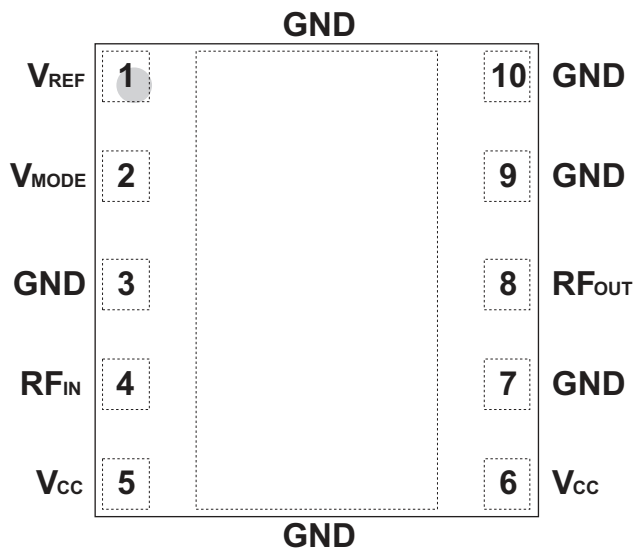 GND
VREF 1 10 GND
VMODE 2 9 GND
GND 3 8 RFOUT
RFIN 4 7 GND
VCC 5 6 VCC
GND